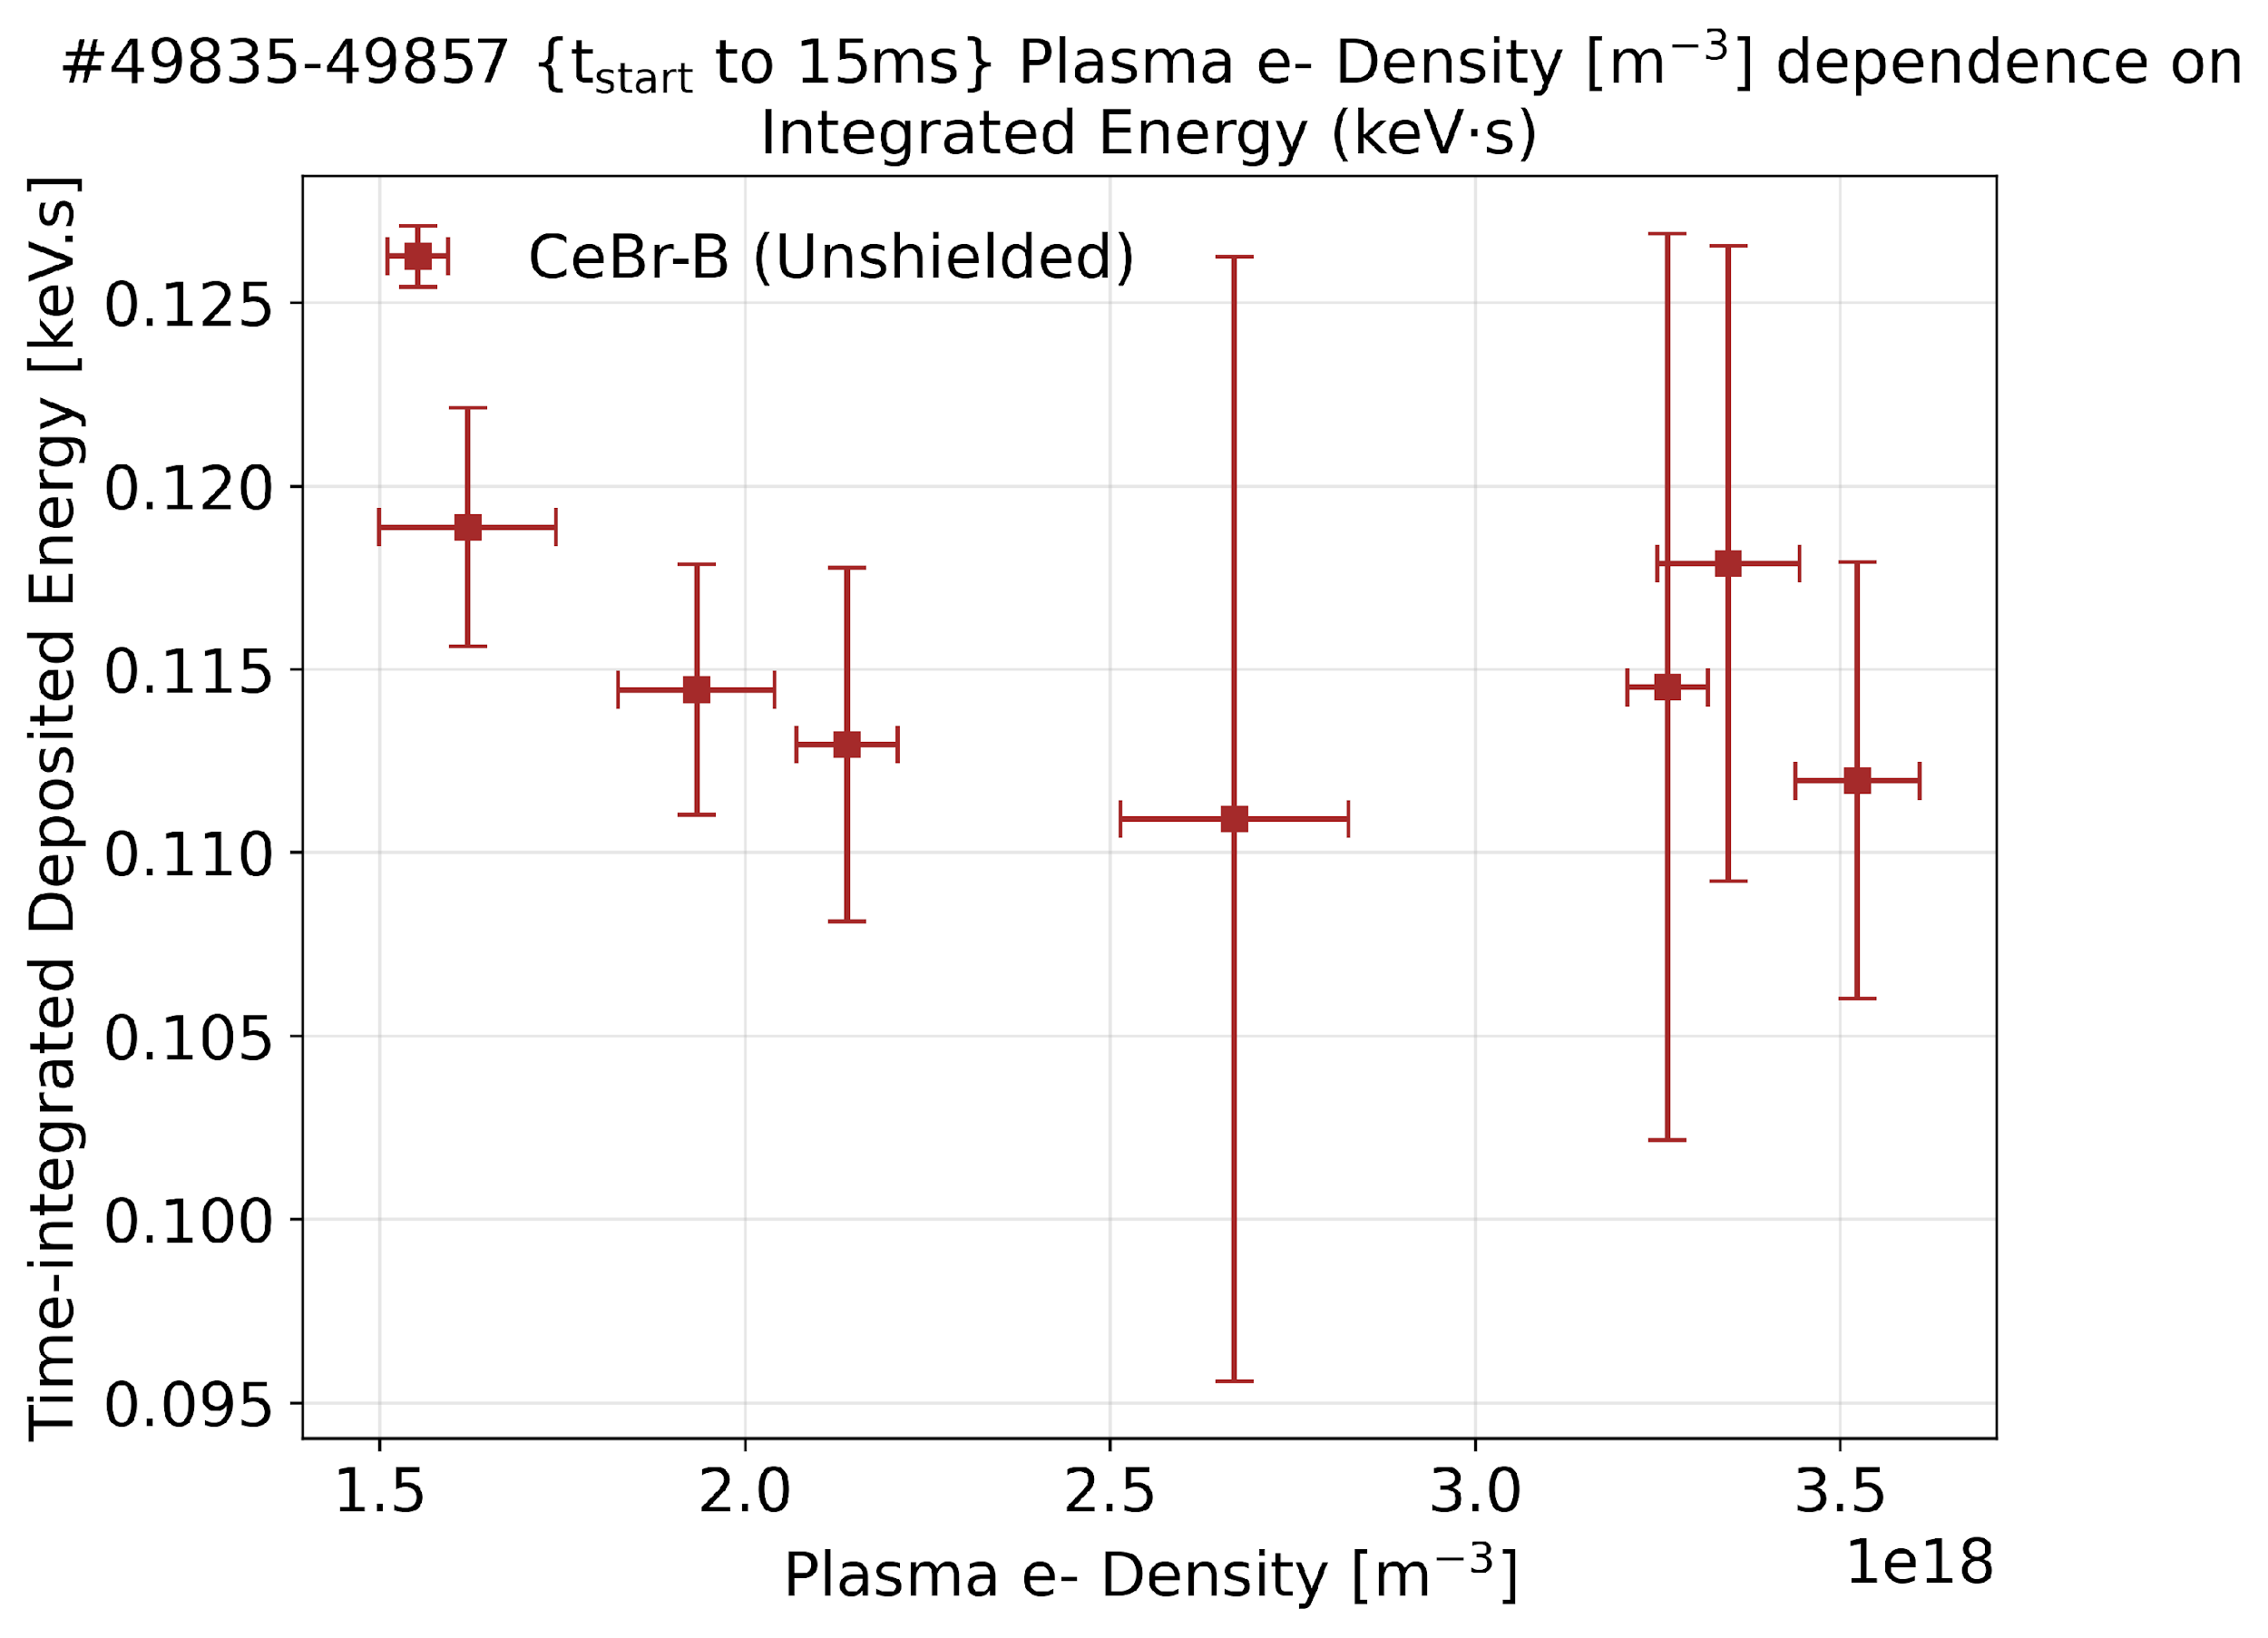 #49835-49857 {tstart to 15ms} Plasma e- Density [m⁻³] dependence on
Integrated Energy (keV·s)
Time-integrated Deposited Energy [keV.s]
CeBr-B (Unshielded)
0.125
0.120
0.115
0.110
0.105
0.100
0.095
1.5 2.0 2.5 3.0 3.5
1e18
Plasma e- Density [m⁻³]